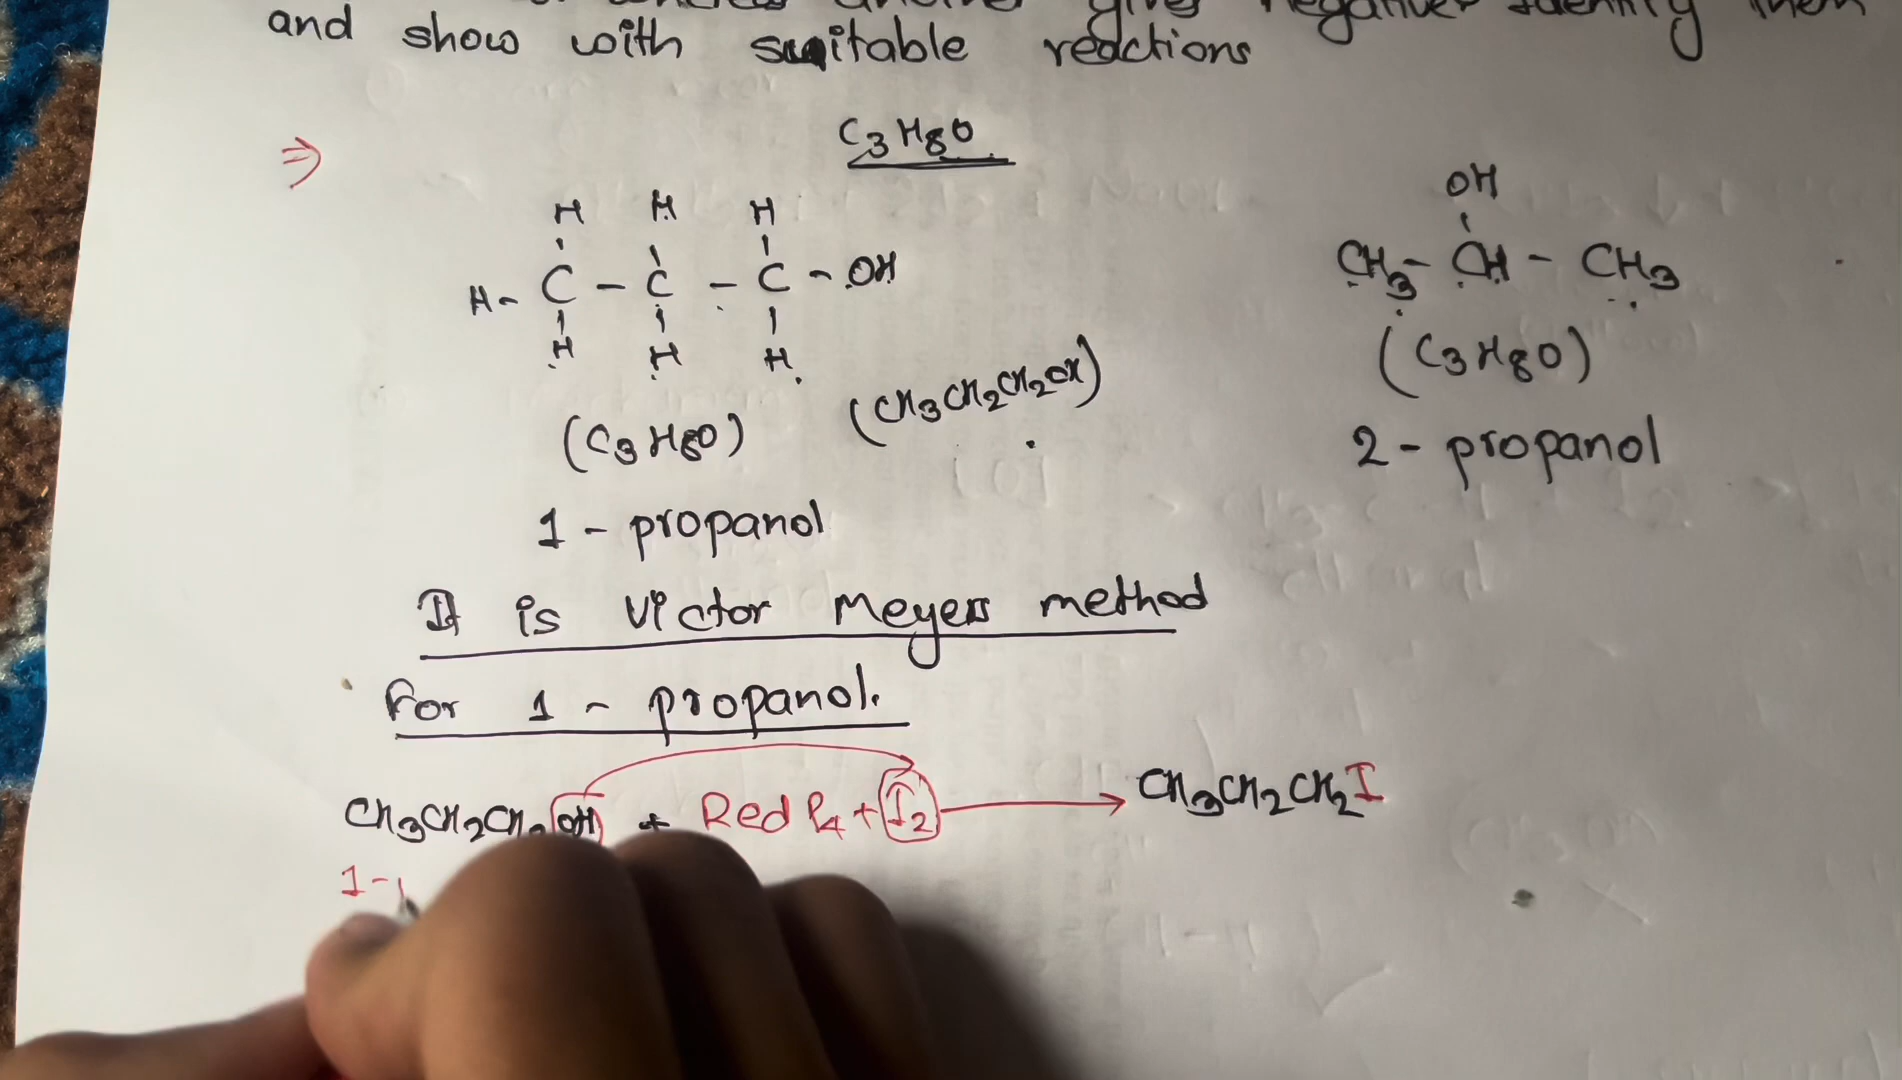 and show with suitable reactions
⇒ C3H8O
H H H
H - C - C - C - OH
H H H
(C3H8O) (CH3CH2CH2OH)
1 - propanol
OH
CH3 - CH - CH3
(C3H8O)
2 - propanol
It is Victor Meyers method
For 1 - propanol.
CH3CH2CH2OH + Red P4 + I2 → CH3CH2CH2I
1 -